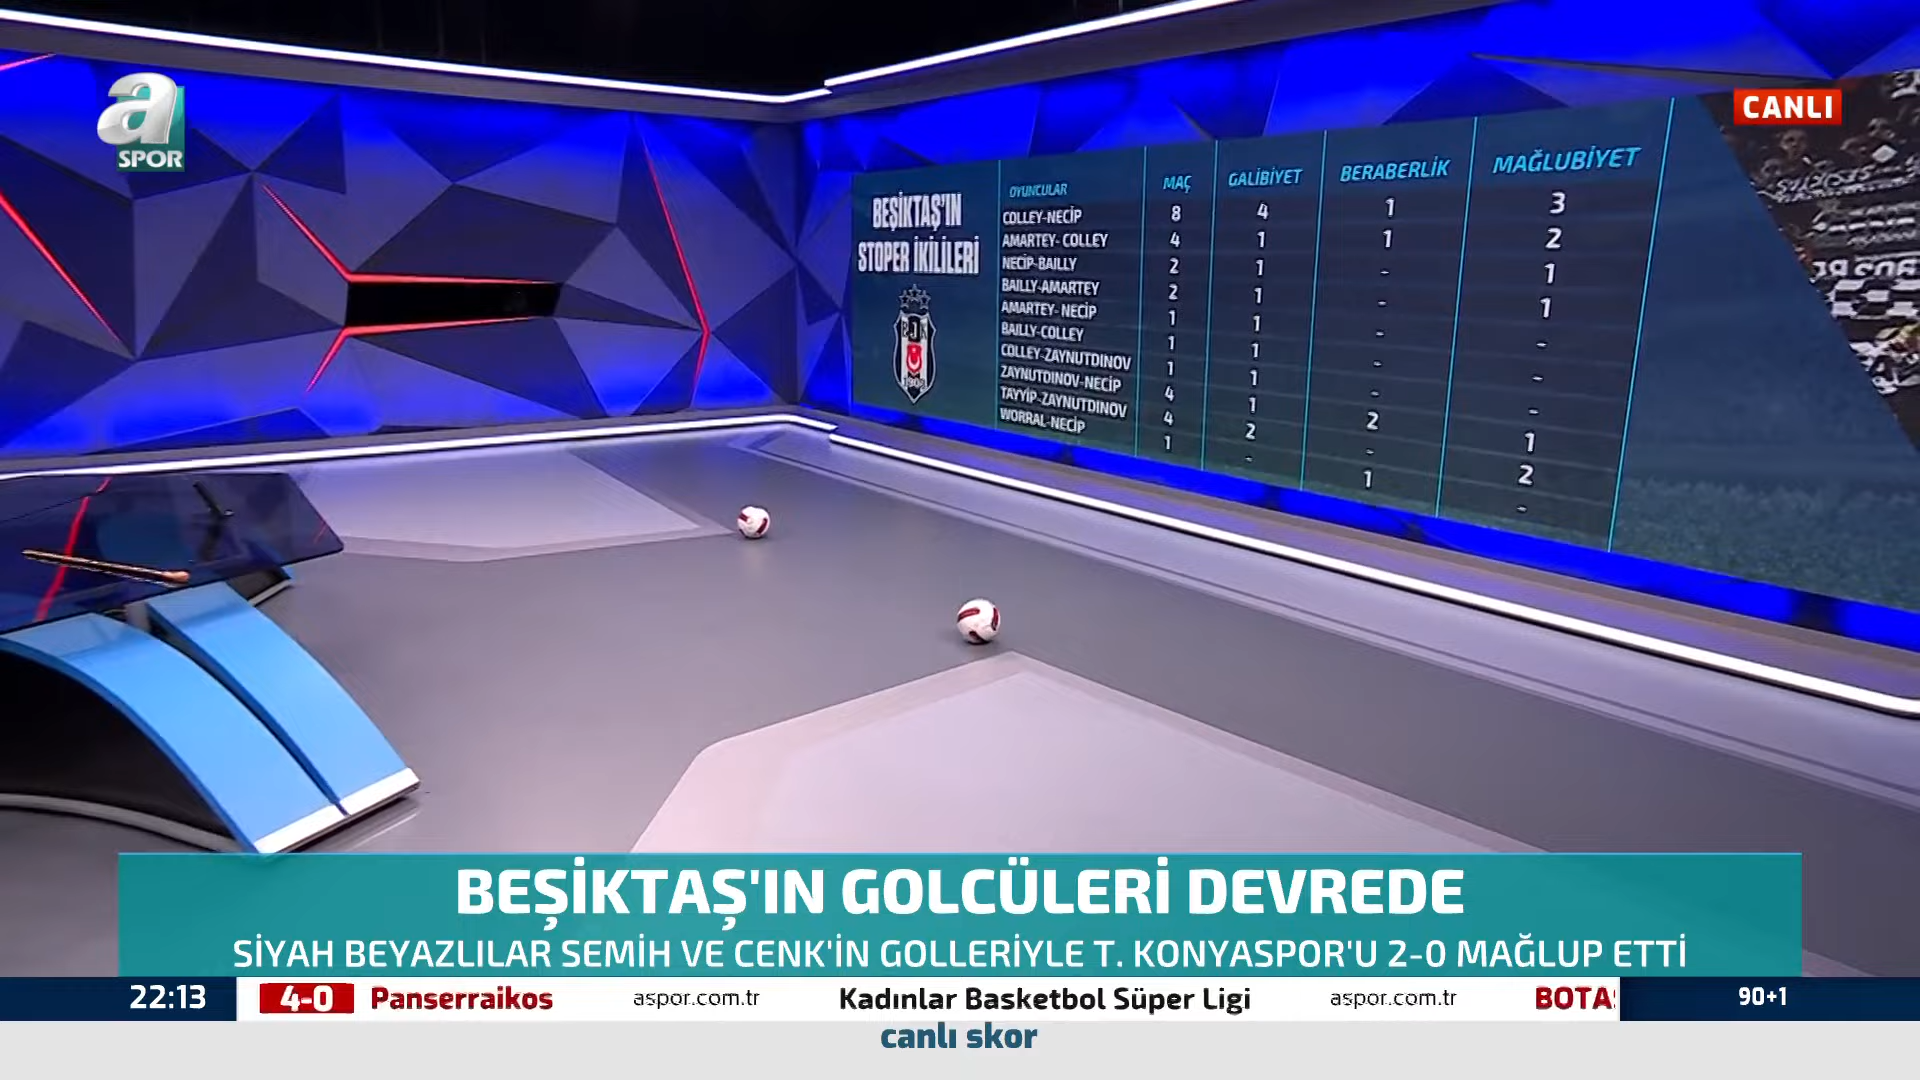 a
SPOR
CANLI
BEŞİKTAŞ'IN
STOPER İKİLİLERİ
BJK
1903
OYUNCULAR MAÇ GALİBİYET BERABERLİK MAĞLUBİYET
COLLEY-NECİP 8 4 1 3
AMARTEY- COLLEY 4 1 1 2
NECİP-BAILLY 2 1 - 1
BAILLY-AMARTEY 2 1 - 1
AMARTEY- NECİP 1 1 - -
BAILLY-COLLEY 1 1 - -
COLLEY-ZAYNUTDINOV 1 1 - -
ZAYNUTDINOV-NECİP 4 1 2 1
TAYYİP-ZAYNUTDINOV 4 2 - 2
WORRAL-NECİP 1 - 1 -
BEŞİKTAŞ'IN GOLCÜLERİ DEVREDE
SİYAH BEYAZLILAR SEMİH VE CENK'İN GOLLERİYLE T. KONYASPOR'U 2-0 MAĞLUP ETTİ
22:13 4-0 Panserraikos aspor.com.tr Kadınlar Basketbol Süper Ligi aspor.com.tr BOTAŞ 90+1
canlı skor